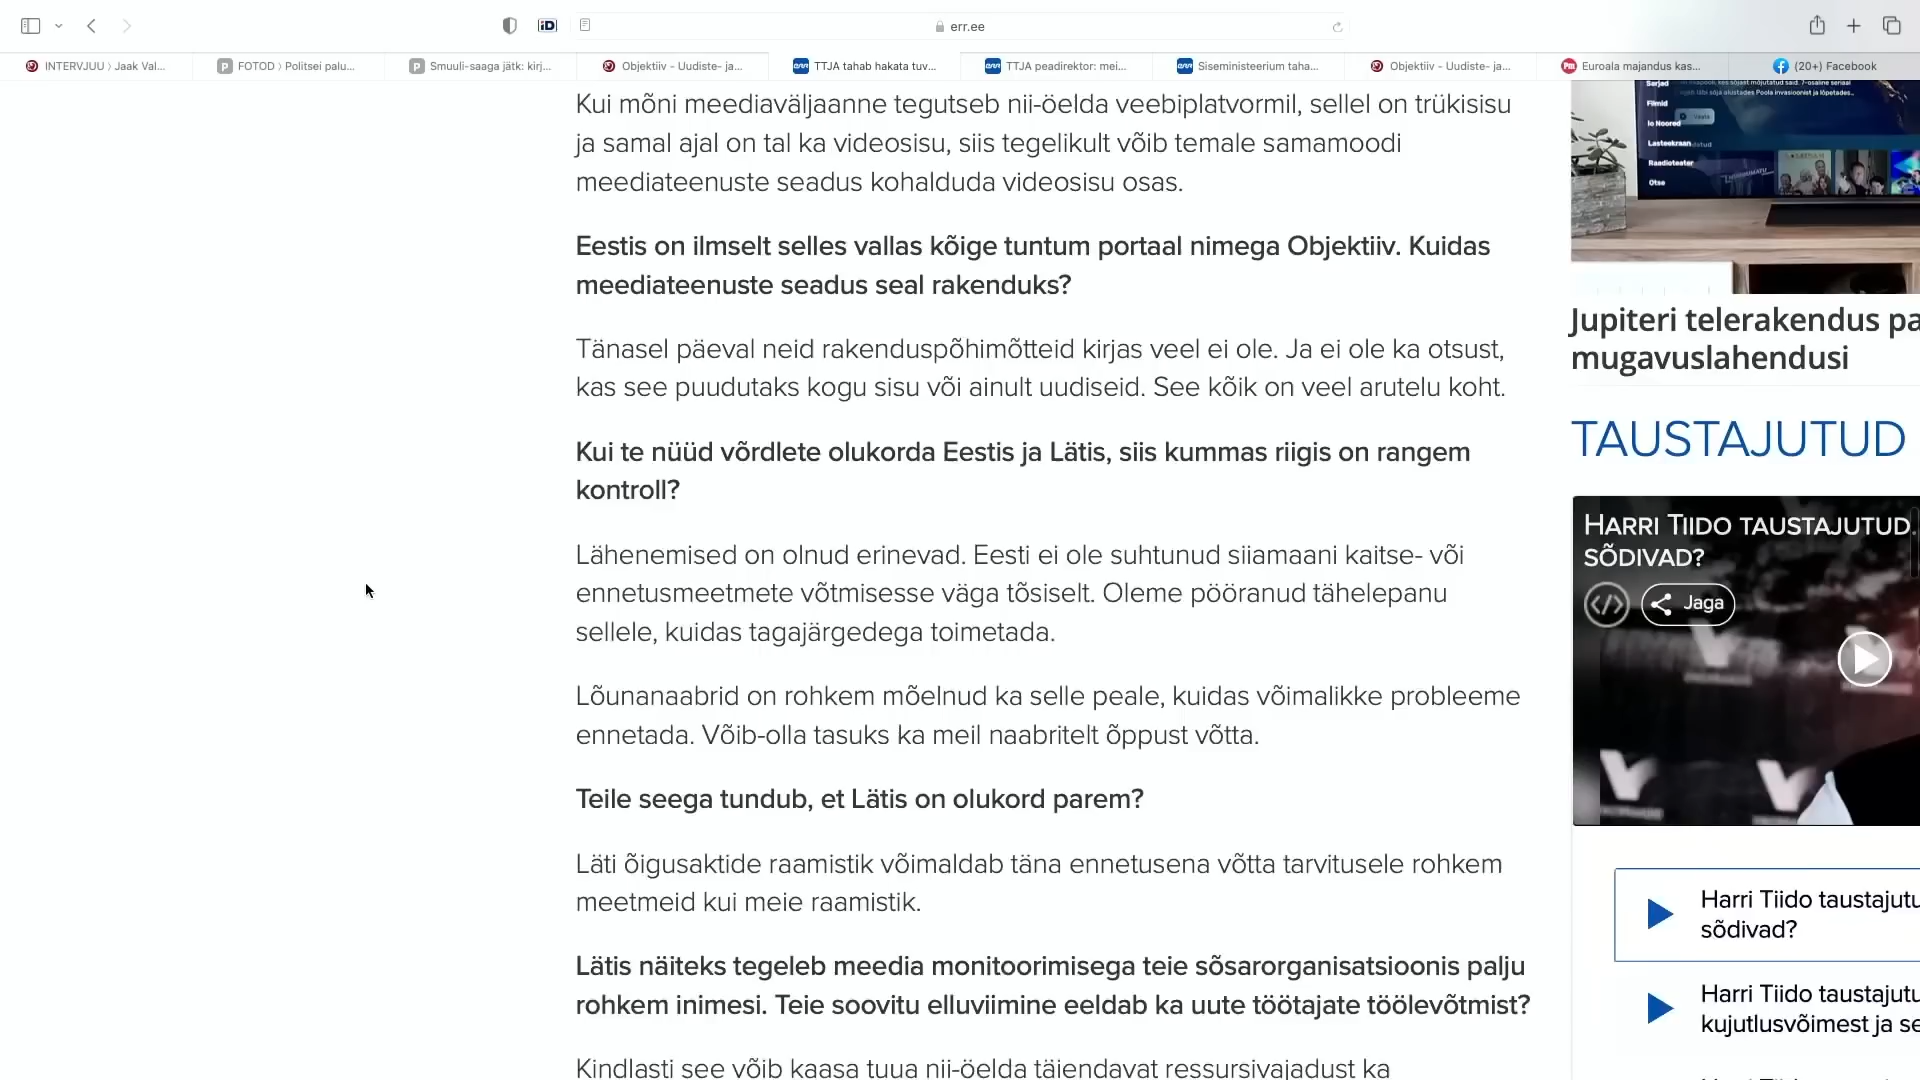 iD
err.ee
INTERVJUU 〉 Jaak Val...
FOTOD 〉 Politsei palu...
Smuuli-saaga jätk: kirj...
Objektiiv - Uudiste- ja...
TTJA tahab hakata tuv...
TTJA peadirektor: mei...
Siseministeerium taha...
Objektiiv - Uudiste- ja...
Euroala majandus kas...
(20+) Facebook
Kui mõni meediaväljaanne tegutseb nii-öelda veebiplatvormil, sellel on trükisisu
ja samal ajal on tal ka videosisu, siis tegelikult võib temale samamoodi
meediateenuste seadus kohalduda videosisu osas.
Eestis on ilmselt selles vallas kõige tuntum portaal nimega Objektiiv. Kuidas
meediateenuste seadus seal rakenduks?
Tänasel päeval neid rakenduspõhimõtteid kirjas veel ei ole. Ja ei ole ka otsust,
kas see puudutaks kogu sisu või ainult uudiseid. See kõik on veel arutelu koht.
Kui te nüüd võrdlete olukorda Eestis ja Lätis, siis kummas riigis on rangem
kontroll?
Lähenemised on olnud erinevad. Eesti ei ole suhtunud siiamaani kaitse- või
ennetusmeetmete võtmisesse väga tõsiselt. Oleme pööranud tähelepanu
sellele, kuidas tagajärgedega toimetada.
Lõunanaabrid on rohkem mõelnud ka selle peale, kuidas võimalikke probleeme
ennetada. Võib-olla tasuks ka meil naabritelt õppust võtta.
Teile seega tundub, et Lätis on olukord parem?
Läti õigusaktide raamistik võimaldab täna ennetusena võtta tarvitusele rohkem
meetmeid kui meie raamistik.
Lätis näiteks tegeleb meedia monitoorimisega teie sõsarorganisatsioonis palju
rohkem inimesi. Teie soovitu elluviimine eeldab ka uute töötajate töölevõtmist?
Kindlasti see võib kaasa tuua nii-öelda täiendavat ressursivajadust ka
Sarjad
Filmid
Lasteekraan
Raadioteater
Otse
Jupiteri telerakendus pa
mugavuslahendusi
TAUSTAJUTUD
HARRI TIIDO TAUSTAJUTUD.
SÕDIVAD?
Jaga
Harri Tiido taustajutu
sõdivad?
Harri Tiido taustajutu
kujutlusvõimest ja se